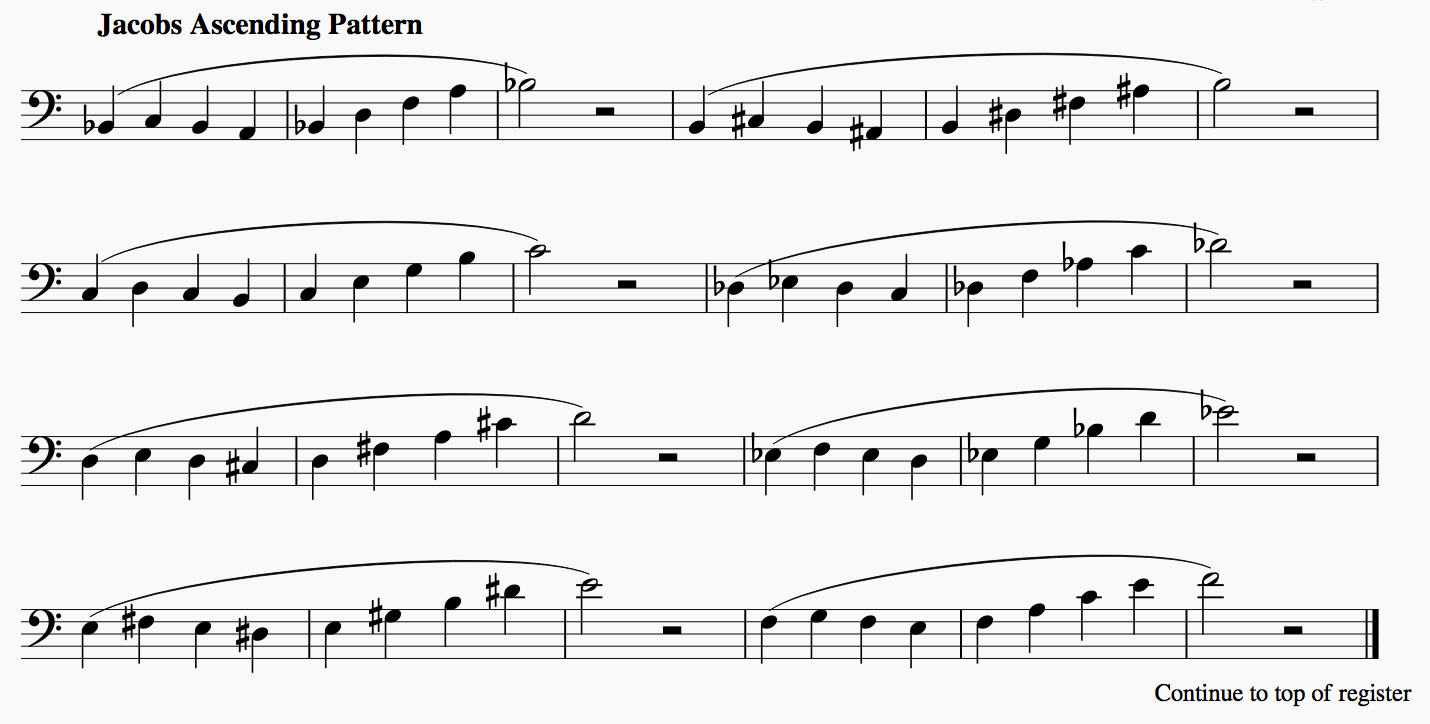 Jacobs Ascending Pattern
Continue to top of register